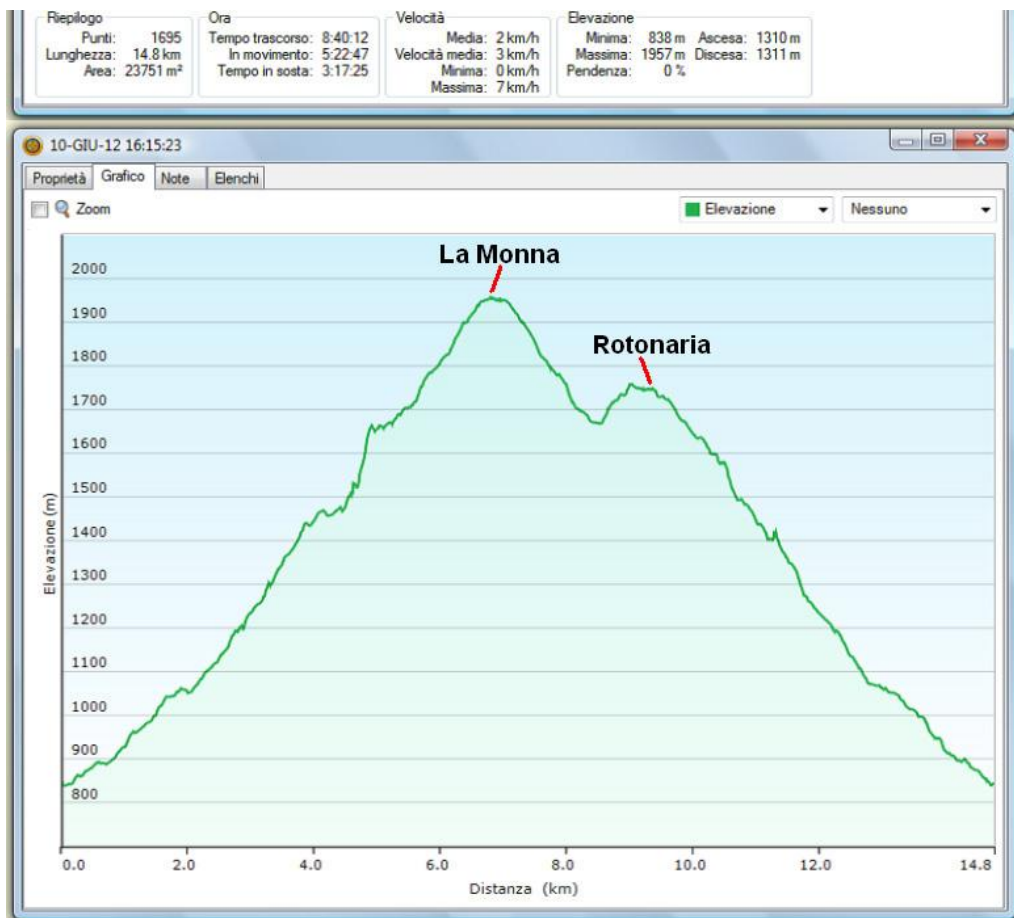 Riepilogo
Punti: 1695
Lunghezza: 14.8 km
Area: 23751 m²
Ora
Tempo trascorso: 8:40:12
In movimento: 5:22:47
Tempo in sosta: 3:17:25
Velocità
Media: 2 km/h
Velocità media: 3 km/h
Minima: 0 km/h
Massima: 7 km/h
Elevazione
Minima: 838 m Ascesa: 1310 m
Massima: 1957 m Discesa: 1311 m
Pendenza: 0 %
10-GIU-12 16:15:23
Proprietà Grafico Note Elenchi
Zoom Elevazione Nessuno
La Monna
Rotonaria
2000
1900
1800
1700
1600
1500
1400
1300
1200
1100
1000
900
800
Elevazione (m)
0.0 2.0 4.0 6.0 8.0 10.0 12.0 14.8
Distanza (km)